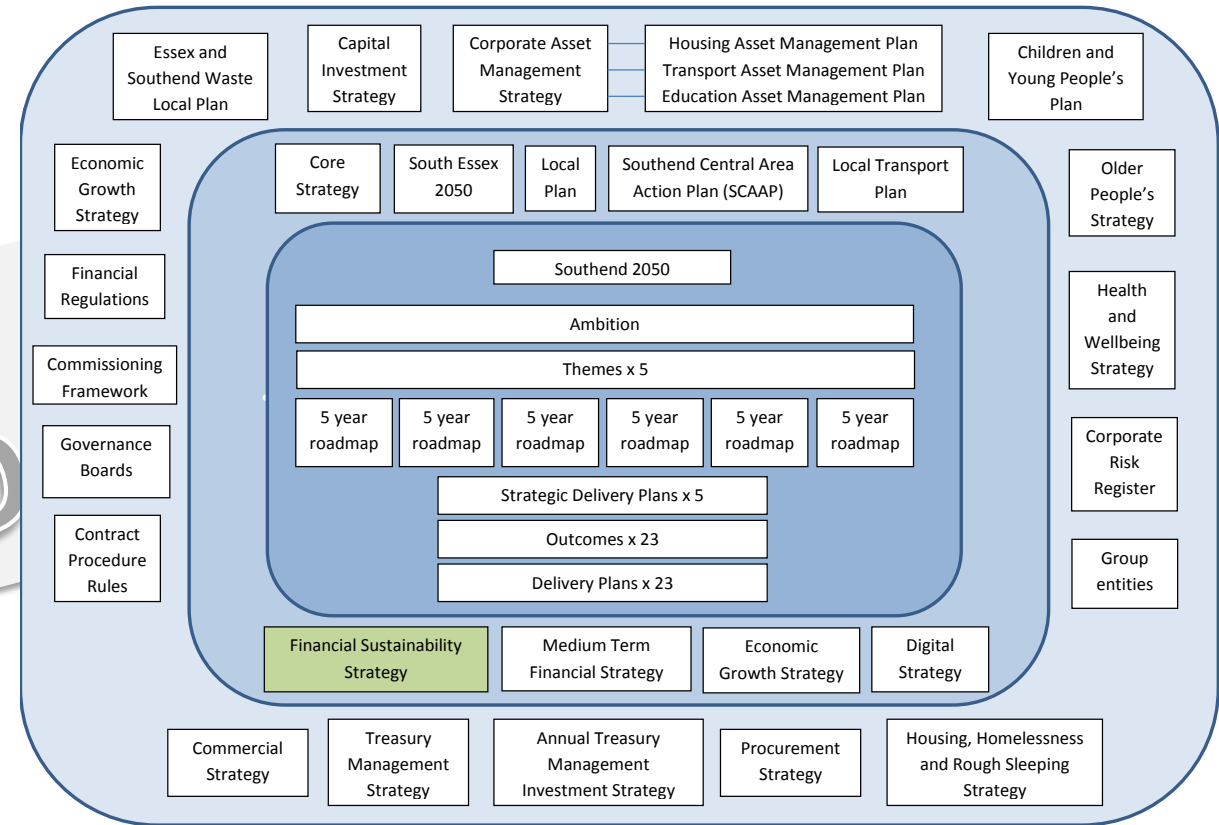 Essex and
Southend Waste
Local Plan
Capital
Investment
Strategy
Corporate Asset
Management
Strategy
Housing Asset Management Plan
Transport Asset Management Plan
Education Asset Management Plan
Children and
Young People’s
Plan
Economic
Growth
Strategy
Financial
Regulations
Commissioning
Framework
Governance
Boards
Contract
Procedure
Rules
Core
Strategy
South Essex
2050
Local
Plan
Southend Central Area
Action Plan (SCAAP)
Local Transport
Plan
Older
People’s
Strategy
Health
and
Wellbeing
Strategy
Corporate
Risk
Register
Group
entities
Southend 2050
Ambition
Themes x 5
5 year
roadmap
5 year
roadmap
5 year
roadmap
5 year
roadmap
5 year
roadmap
5 year
roadmap
Strategic Delivery Plans x 5
Outcomes x 23
Delivery Plans x 23
Financial Sustainability
Strategy
Medium Term
Financial Strategy
Economic
Growth Strategy
Digital
Strategy
Commercial
Strategy
Treasury
Management
Strategy
Annual Treasury
Management
Investment Strategy
Procurement
Strategy
Housing, Homelessness
and Rough Sleeping
Strategy